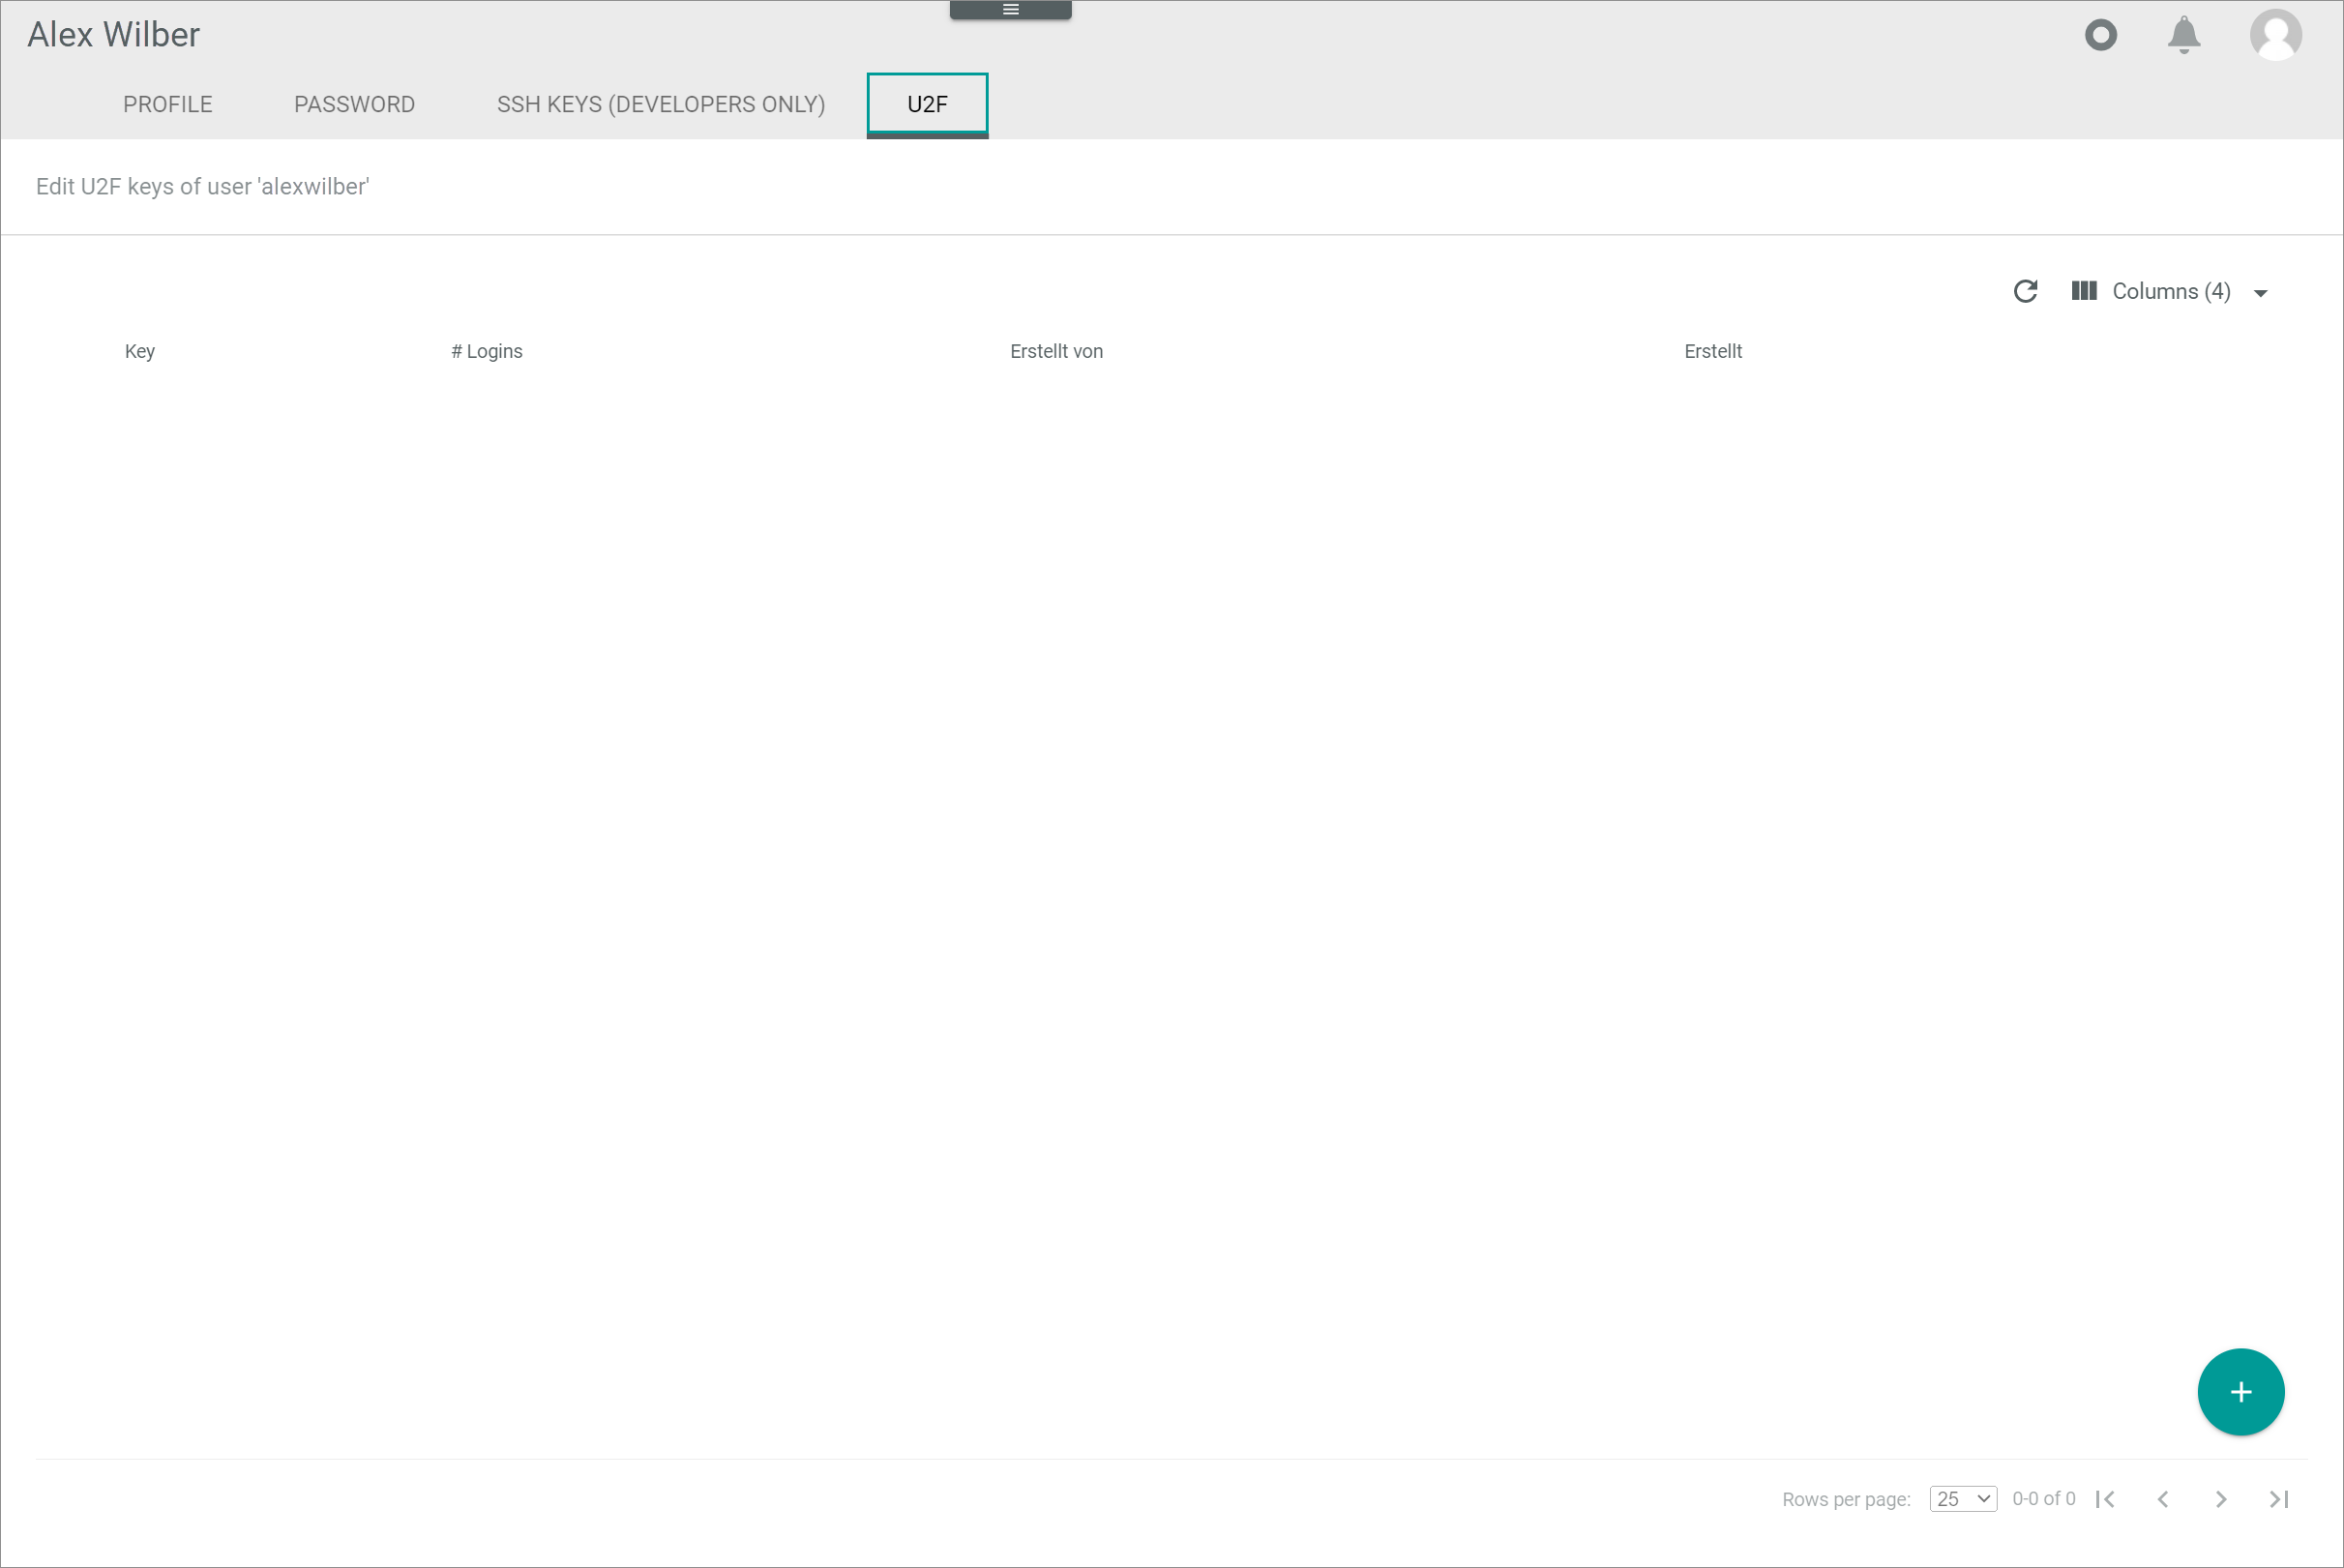 Alex Wilber
PROFILE PASSWORD SSH KEYS (DEVELOPERS ONLY) U2F
Edit U2F keys of user 'alexwilber'
Columns (4)
Key # Logins Erstellt von Erstellt
Rows per page: 25 0-0 of 0